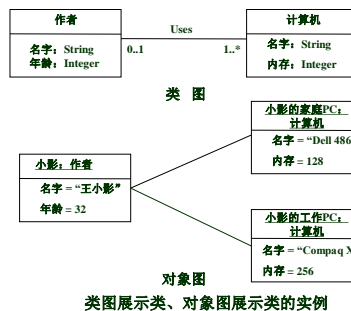 作者
名字：String
年龄：Integer
Uses
0..1
1..*
计算机
名字：String
内存：Integer
类 图
小影：作者
名字 = “王小影”
年龄 = 32
小影的家庭PC：
计算机
名字 = “Dell 486
内存 = 128
小影的工作PC：
计算机
名字 = “Compaq X
内存 = 256
对象图
类图展示类、对象图展示类的实例